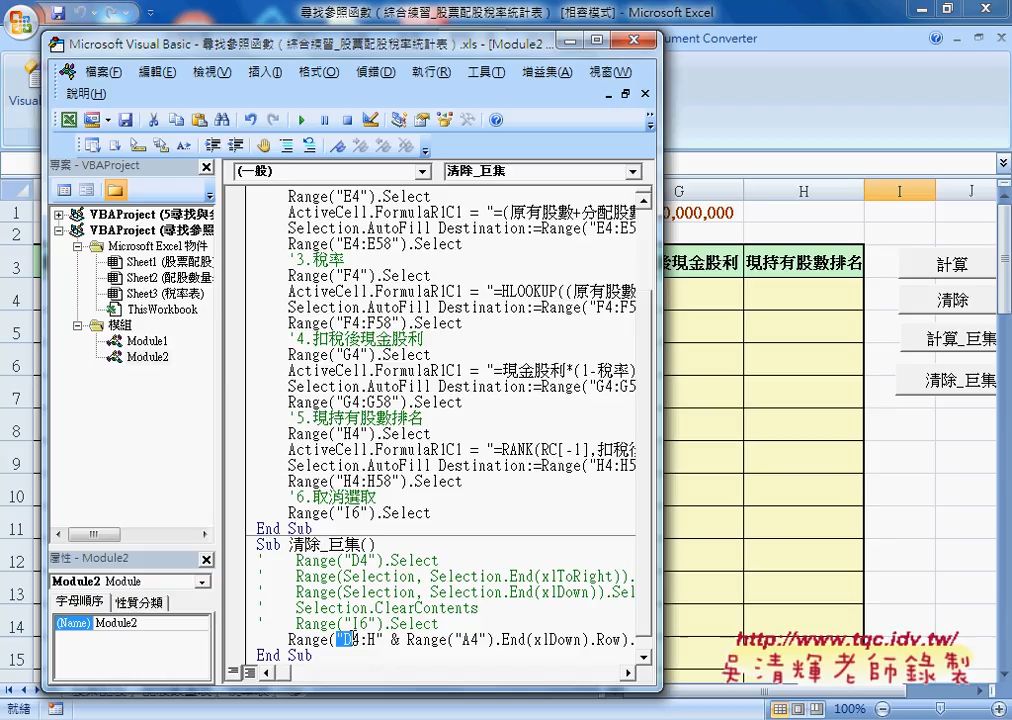 尋找參照函數（綜合練習_股票配股稅率統計表） [相容模式] - Microsoft Excel
Microsoft Visual Basic - 尋找參照函數（綜合練習_股票配股稅率統計表）.xls - [Module2 ...
ument Converter
檔案(F) 編輯(E) 檢視(V) 插入(I) 格式(O) 偵錯(D) 執行(R) 工具(T) 增益集(A) 視窗(W)
說明(H)
Visual
專案 - VBAProject
(一般)
清除_巨集
VBAProject (5尋找與
VBAProject (尋找參照
Microsoft Excel 物件
Sheet1 (股票配股
Sheet2 (配股數量
Sheet3 (稅率表)
ThisWorkbook
模組
Module1
Module2
屬性 - Module2
Module2 Module
字母順序 性質分類
(Name) Module2
Range("E4").Select
ActiveCell.FormulaR1C1 = "=(原有股數+分配股
Selection.AutoFill Destination:=Range("E4:E5
Range("E4:E58").Select
'3.稅率
Range("F4").Select
ActiveCell.FormulaR1C1 = "=HLOOKUP((原有股數
Selection.AutoFill Destination:=Range("F4:F5
Range("F4:F58").Select
'4.扣稅後現金股利
Range("G4").Select
ActiveCell.FormulaR1C1 = "=現金股利*(1-稅率)
Selection.AutoFill Destination:=Range("G4:G5
Range("G4:G58").Select
'5.現持有股數排名
Range("H4").Select
ActiveCell.FormulaR1C1 = "=RANK(RC[-1],扣稅後
Selection.AutoFill Destination:=Range("H4:H5
Range("H4:H58").Select
'6.取消選取
Range("I6").Select
End Sub
Sub 清除_巨集()
' Range("D4").Select
' Range(Selection, Selection.End(xlToRight)).
' Range(Selection, Selection.End(xlDown)).Sel
' Selection.ClearContents
' Range("I6").Select
Range("D4:H" & Range("A4").End(xlDown).Row).
End Sub
G H I J
1 0,000,000
2
3 後現金股利 現持有股數排名 計算
4 清除
5 計算_巨集
6
7 清除_巨集
8
9
10
11
12
13
14
15
http://www.tqc.idv.tw/
吳清輝老師錄製
就緒
100%